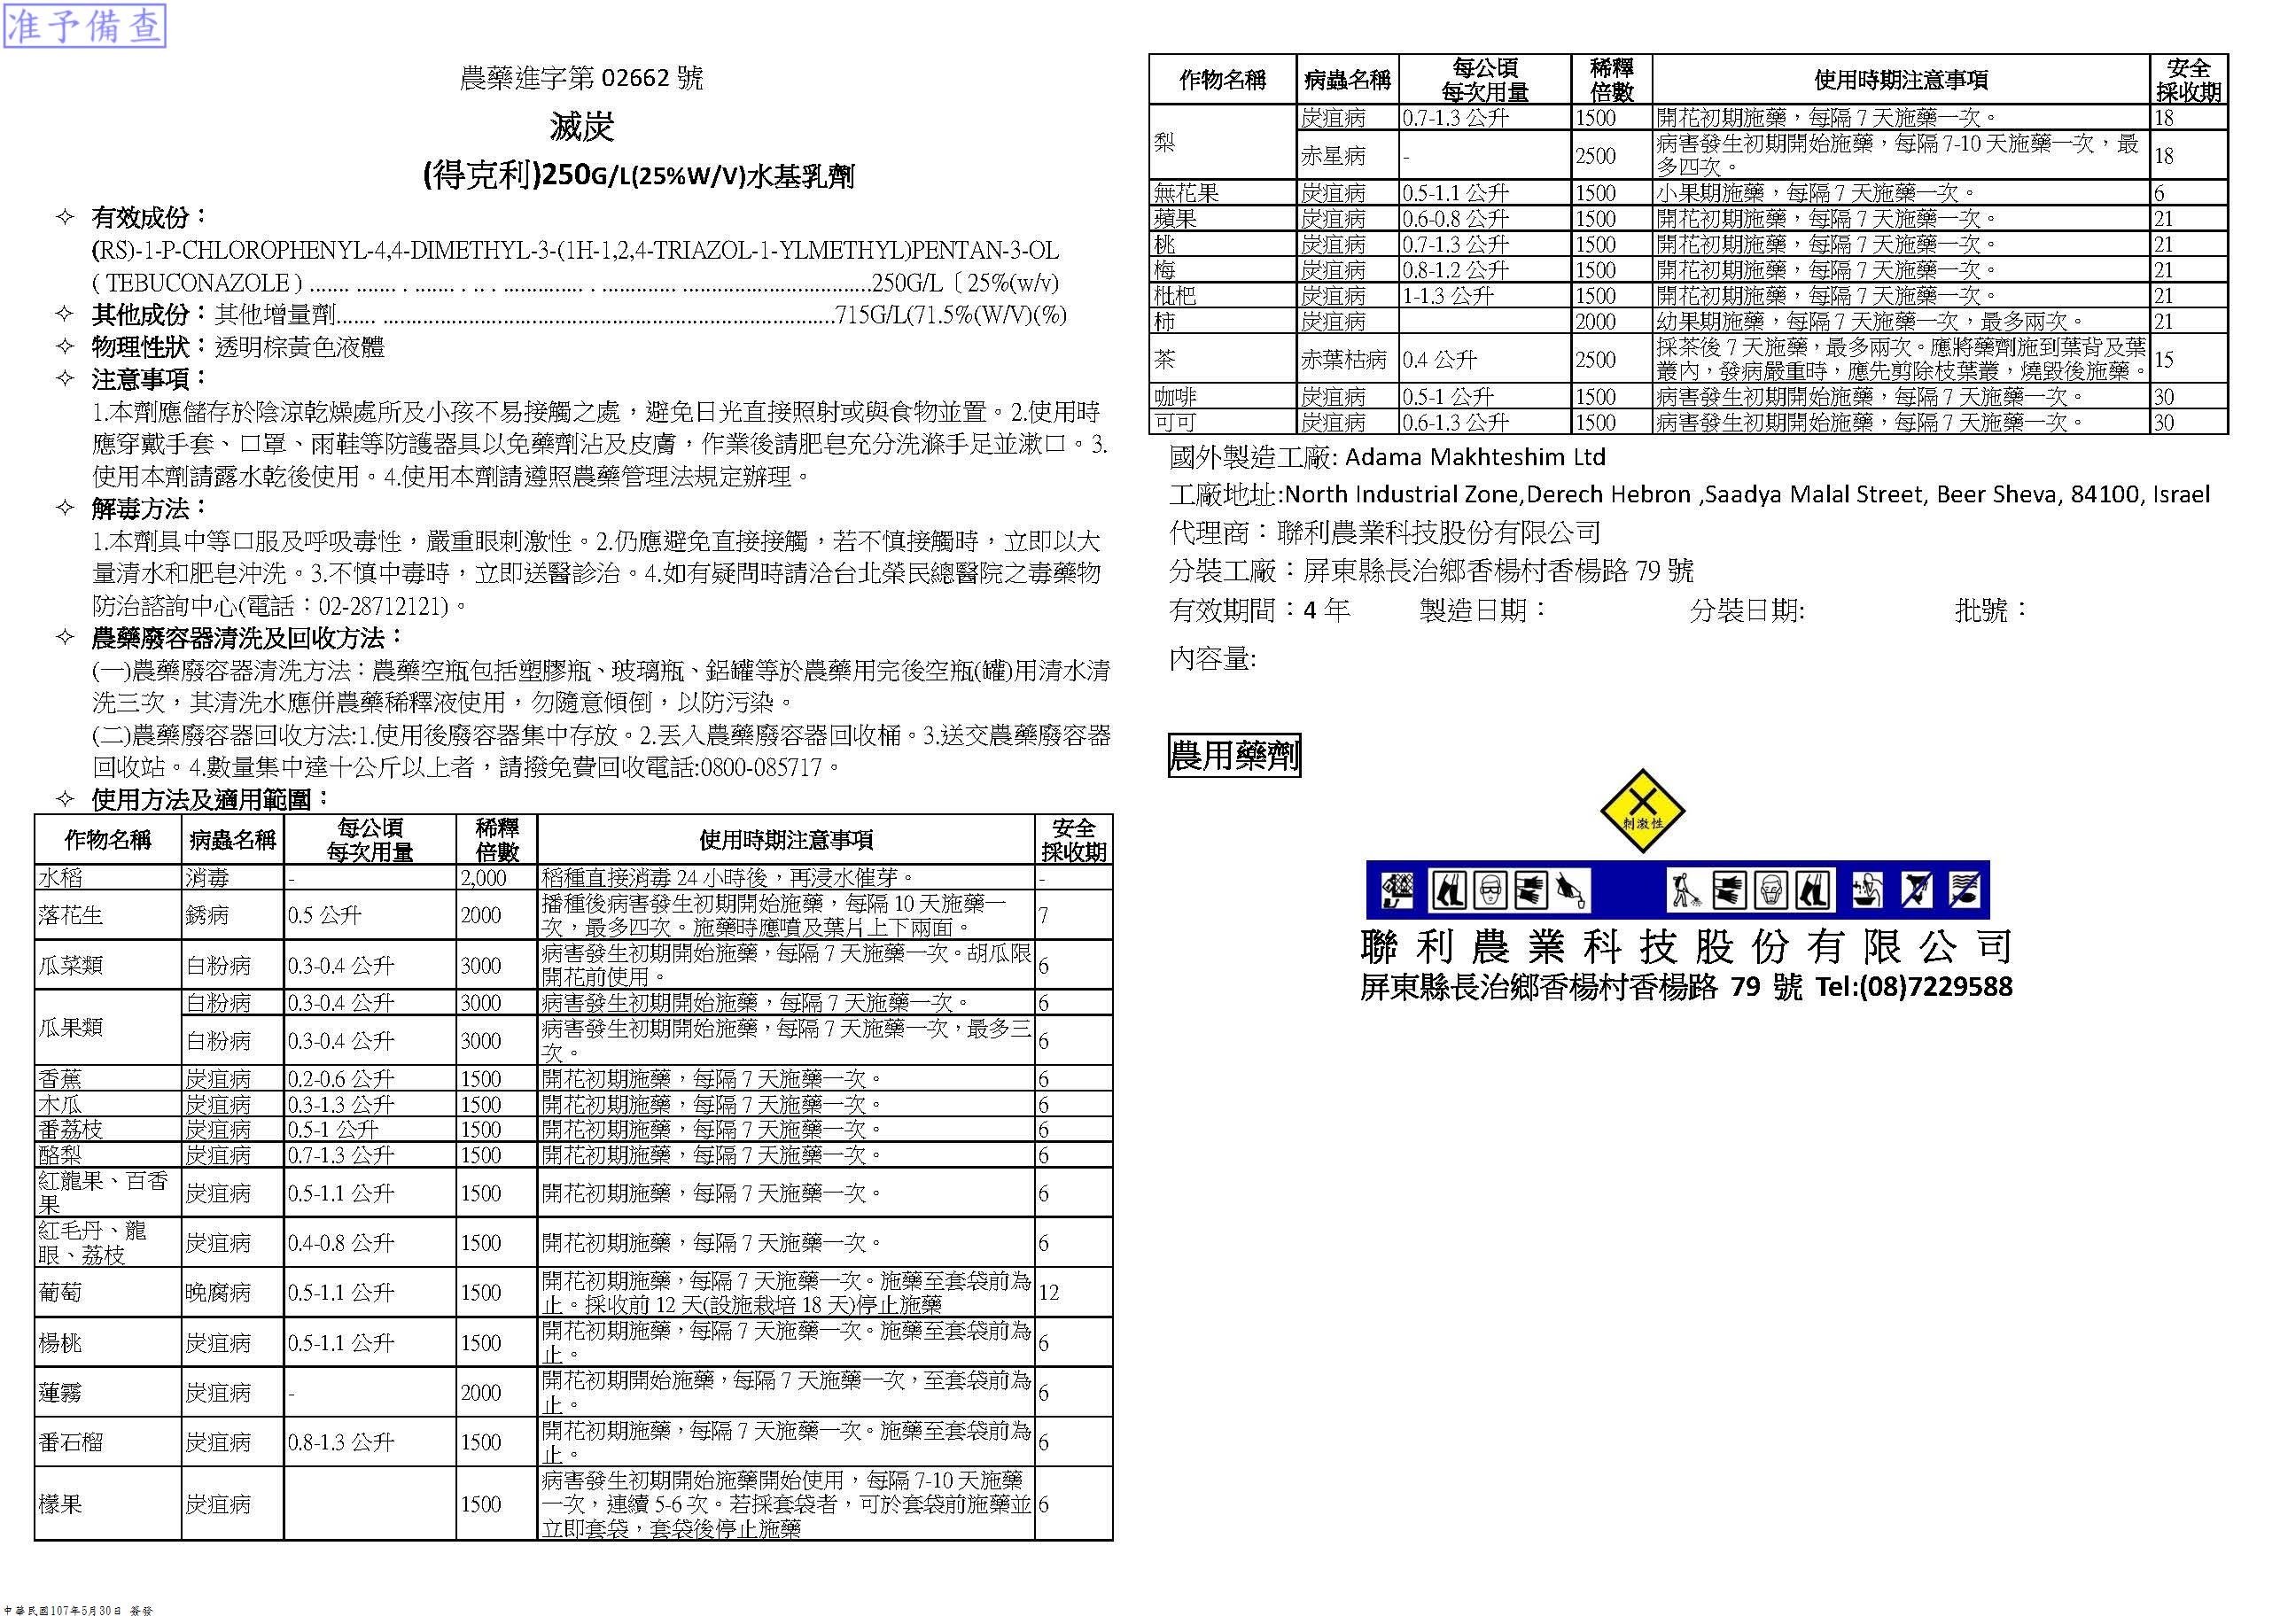 准予備查
農藥進字第 02662 號
滅炭
(得克利)250G/L(25%W/V)水基乳劑
✧ 有效成份：
(RS)-1-P-CHLOROPHENYL-4,4-DIMETHYL-3-(1H-1,2,4-TRIAZOL-1-YLMETHYL)PENTAN-3-OL
( TEBUCONAZOLE ) ....... ....... . ....... . .. . ............. . ............ ..................................250G/L〔 25%(w/v)
✧ 其他成份：其他增量劑....... ..........................................................................715G/L(71.5%(W/V)(%)
✧ 物理性狀：透明棕黃色液體
✧ 注意事項：
1.本劑應儲存於陰涼乾燥處所及小孩不易接觸之處，避免日光直接照射或與食物並置。2.使用時
應穿戴手套、口罩、雨鞋等防護器具以免藥劑沾及皮膚，作業後請肥皂充分洗滌手足並漱口。3.
使用本劑請露水乾後使用。4.使用本劑請遵照農藥管理法規定辦理。
✧ 解毒方法：
1.本劑具中等口服及呼吸毒性，嚴重眼刺激性。2.仍應避免直接接觸，若不慎接觸時，立即以大
量清水和肥皂沖洗。3.不慎中毒時，立即送醫診治。4.如有疑問時請洽台北榮民總醫院之毒藥物
防治諮詢中心(電話：02-28712121)。
✧ 農藥廢容器清洗及回收方法：
(一)農藥廢容器清洗方法：農藥空瓶包括塑膠瓶、玻璃瓶、鋁罐等於農藥用完後空瓶(罐)用清水清
洗三次，其清洗水應併農藥稀釋液使用，勿隨意傾倒，以防污染。
(二)農藥廢容器回收方法:1.使用後廢容器集中存放。2.丟入農藥廢容器回收桶。3.送交農藥廢容器
回收站。4.數量集中達十公斤以上者，請撥免費回收電話:0800-085717。
✧ 使用方法及適用範圍：
作物名稱 病蟲名稱 每公頃每次用量 稀釋倍數 使用時期注意事項 安全採收期
水稻 消毒 - 2,000 稻種直接消毒 24 小時後，再浸水催芽。 -
落花生 銹病 0.5 公升 2000 播種後病害發生初期開始施藥，每隔 10 天施藥一
次，最多四次。施藥時應噴及葉片上下兩面。 7
瓜菜類 白粉病 0.3-0.4 公升 3000 病害發生初期開始施藥，每隔 7 天施藥一次。胡瓜限
開花前使用。 6
瓜果類 白粉病 0.3-0.4 公升 3000 病害發生初期開始施藥，每隔 7 天施藥一次。 6
白粉病 0.3-0.4 公升 3000 病害發生初期開始施藥，每隔 7 天施藥一次，最多三
次。 6
香蕉 炭疽病 0.2-0.6 公升 1500 開花初期施藥，每隔 7 天施藥一次。 6
木瓜 炭疽病 0.3-1.3 公升 1500 開花初期施藥，每隔 7 天施藥一次。 6
番荔枝 炭疽病 0.5-1 公升 1500 開花初期施藥，每隔 7 天施藥一次。 6
酪梨 炭疽病 0.7-1.3 公升 1500 開花初期施藥，每隔 7 天施藥一次。 6
紅龍果、百香
果 炭疽病 0.5-1.1 公升 1500 開花初期施藥，每隔 7 天施藥一次。 6
紅毛丹、龍
眼、荔枝 炭疽病 0.4-0.8 公升 1500 開花初期施藥，每隔 7 天施藥一次。 6
葡萄 晚腐病 0.5-1.1 公升 1500 開花初期施藥，每隔 7 天施藥一次。施藥至套袋前為
止。採收前 12 天(設施栽培 18 天)停止施藥 12
楊桃 炭疽病 0.5-1.1 公升 1500 開花初期施藥，每隔 7 天施藥一次。施藥至套袋前為
止。 6
蓮霧 炭疽病 - 2000 開花初期開始施藥，每隔 7 天施藥一次，至套袋前為
止。 6
番石榴 炭疽病 0.8-1.3 公升 1500 開花初期施藥，每隔 7 天施藥一次。施藥至套袋前為
止。 6
檬果 炭疽病 1500 病害發生初期開始施藥開始使用，每隔 7-10 天施藥
一次，連續 5-6 次。若採套袋者，可於套袋前施藥並
立即套袋，套袋後停止施藥 6
作物名稱 病蟲名稱 每公頃每次用量 稀釋倍數 使用時期注意事項 安全採收期
梨 炭疽病 0.7-1.3 公升 1500 開花初期施藥，每隔 7 天施藥一次。 18
赤星病 - 2500 病害發生初期開始施藥，每隔 7-10 天施藥一次，最
多四次。 18
無花果 炭疽病 0.5-1.1 公升 1500 小果期施藥，每隔 7 天施藥一次。 6
蘋果 炭疽病 0.6-0.8 公升 1500 開花初期施藥，每隔 7 天施藥一次。 21
桃 炭疽病 0.7-1.3 公升 1500 開花初期施藥，每隔 7 天施藥一次。 21
梅 炭疽病 0.8-1.2 公升 1500 開花初期施藥，每隔 7 天施藥一次。 21
枇杷 炭疽病 1-1.3 公升 1500 開花初期施藥，每隔 7 天施藥一次。 21
柿 炭疽病 2000 幼果期施藥，每隔 7 天施藥一次，最多兩次。 21
茶 赤葉枯病 0.4 公升 2500 採茶後 7 天施藥，最多兩次。應將藥劑施到葉背及葉
叢內，發病嚴重時，應先剪除枝葉叢，燒毀後施藥。 15
咖啡 炭疽病 0.5-1 公升 1500 病害發生初期開始施藥，每隔 7 天施藥一次。 30
可可 炭疽病 0.6-1.3 公升 1500 病害發生初期開始施藥，每隔 7 天施藥一次。 30
國外製造工廠: Adama Makhteshim Ltd
工廠地址:North Industrial Zone,Derech Hebron ,Saadya Malal Street, Beer Sheva, 84100, Israel
代理商：聯利農業科技股份有限公司
分裝工廠：屏東縣長治鄉香楊村香楊路 79 號
有效期間：4 年 製造日期： 分裝日期: 批號：
內容量:
農用藥劑
刺激性
聯利農業科技股份有限公司
屏東縣長治鄉香楊村香楊路 79 號 Tel:(08)7229588
中華民國107年5月30日 簽發